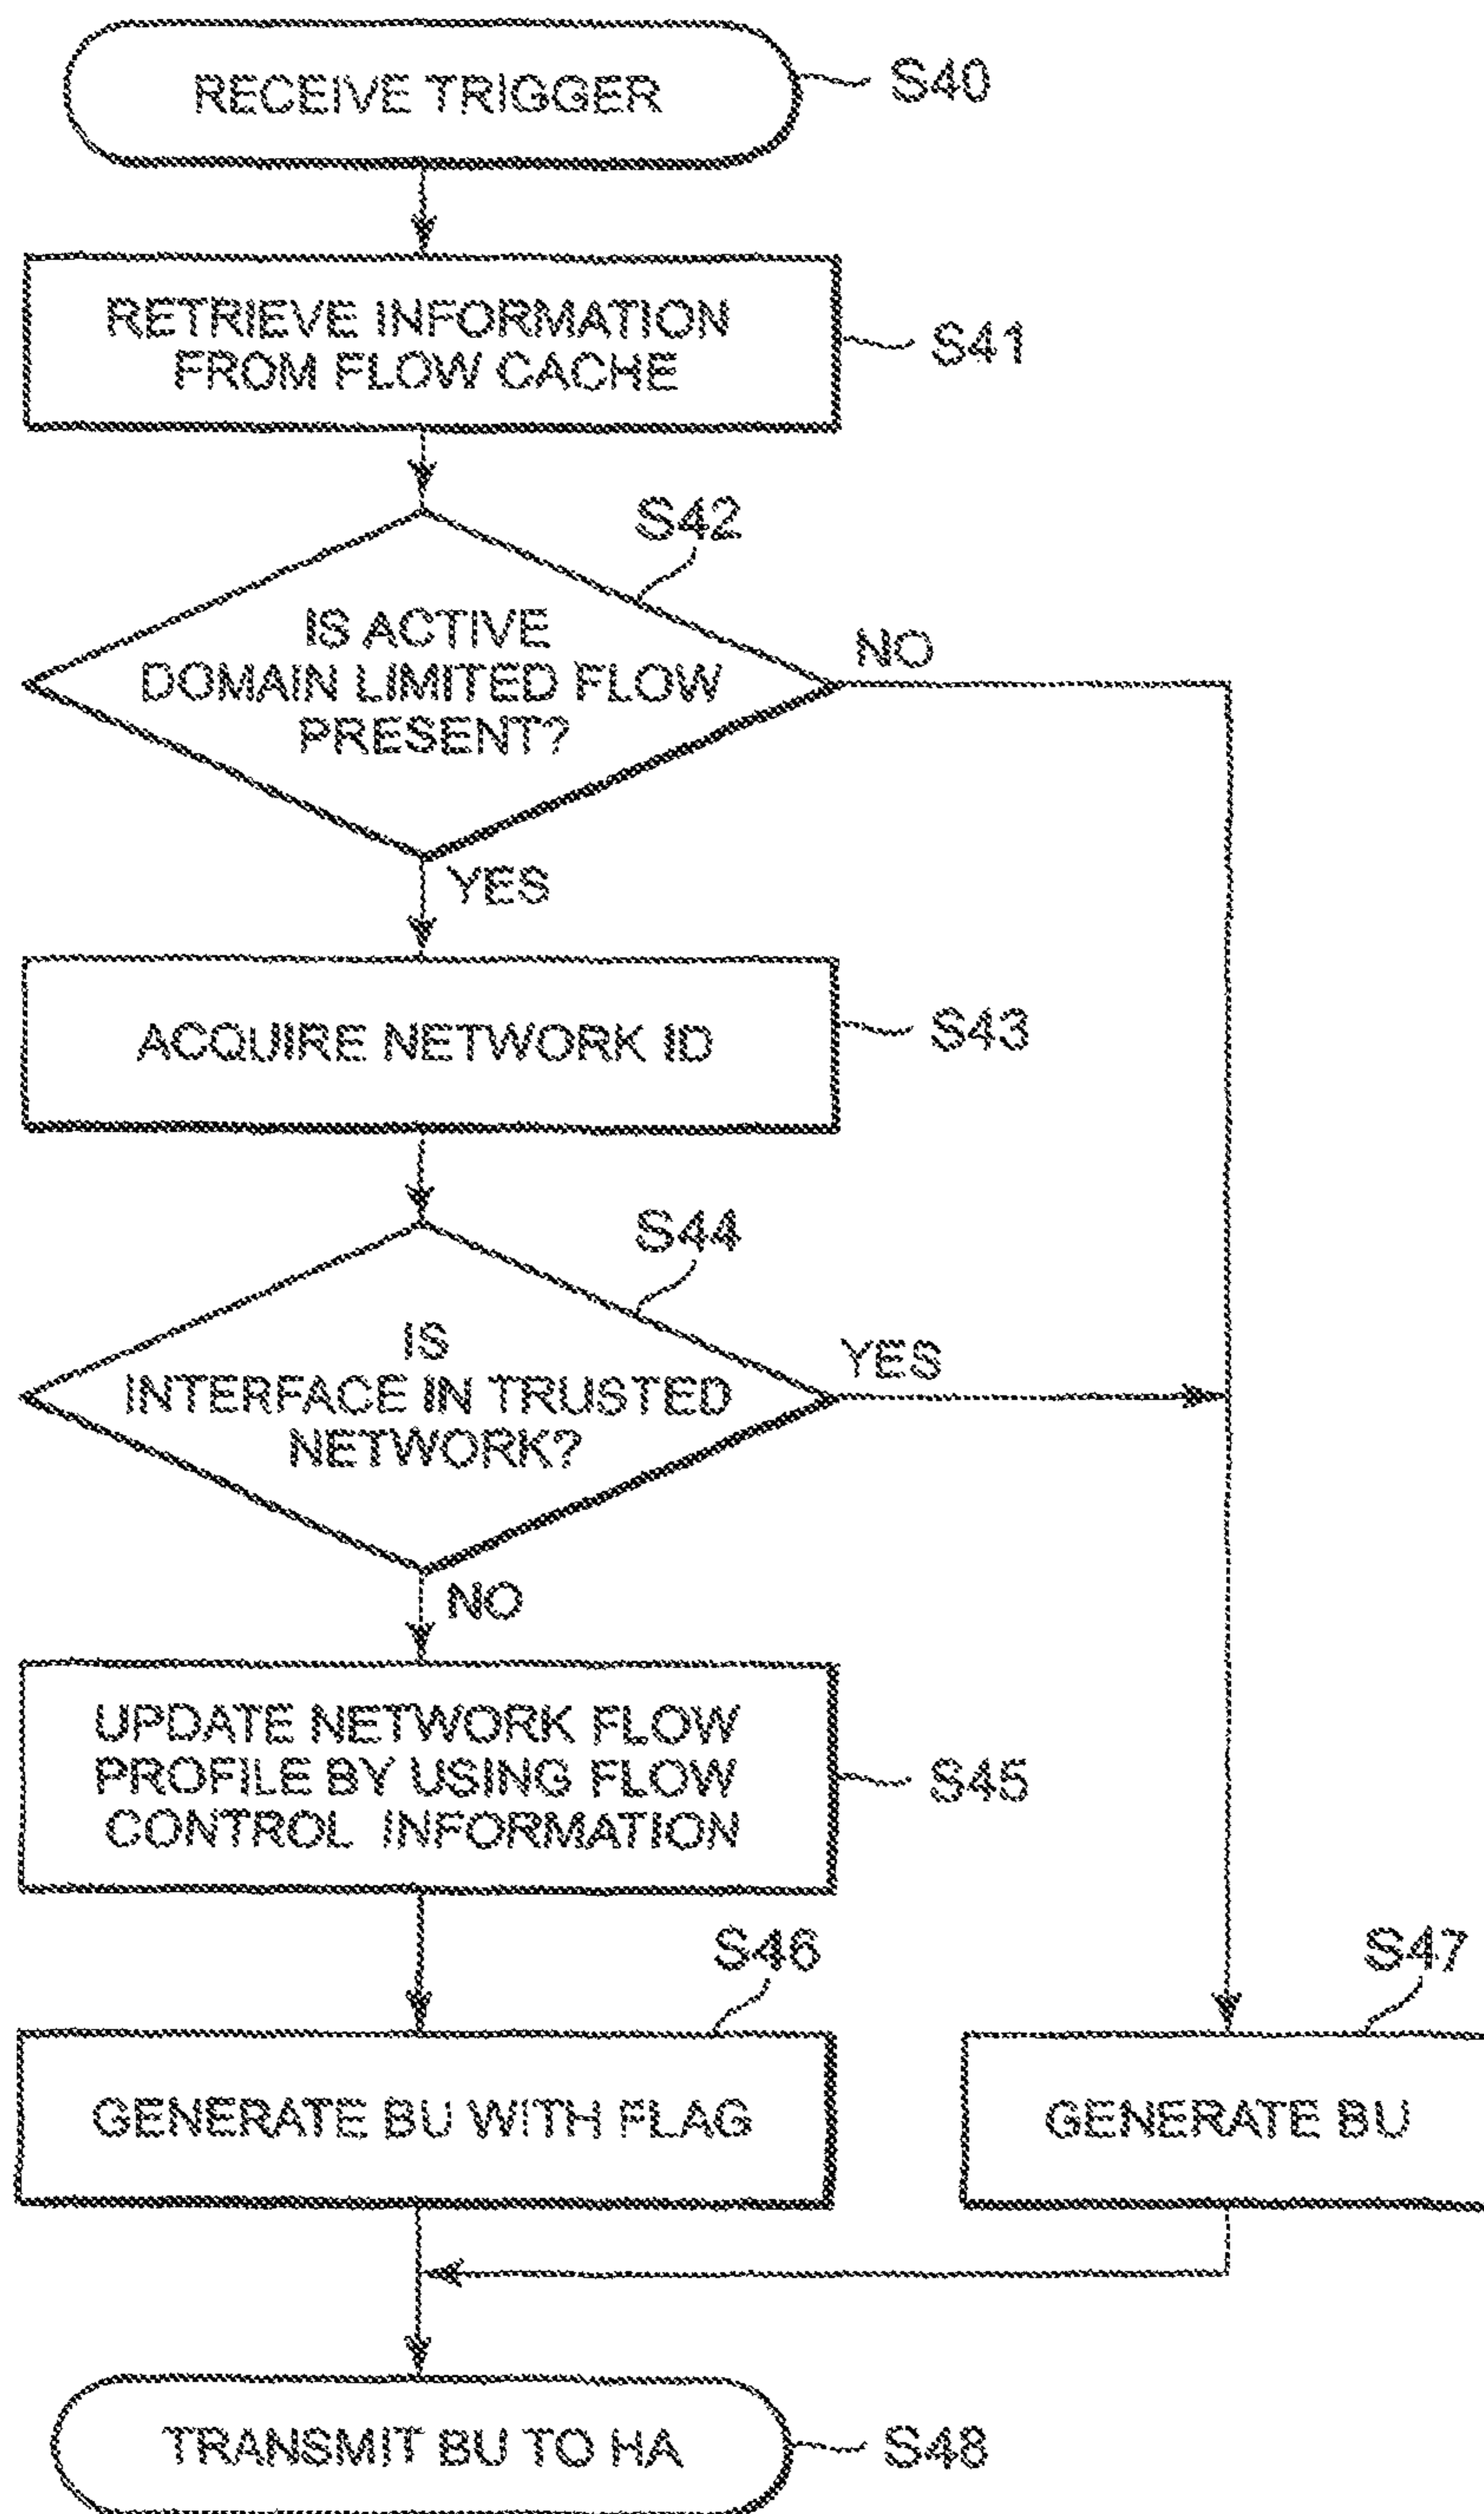 RECEIVE TRIGGER
S40
RETRIEVE INFORMATION
FROM FLOW CACHE
S41
S42
IS ACTIVE
DOMAIN LIMITED FLOW
PRESENT?
NO
YES
ACQUIRE NETWORK ID
S43
S44
IS
INTERFACE IN TRUSTED
NETWORK?
YES
NO
UPDATE NETWORK FLOW
PROFILE BY USING FLOW
CONTROL INFORMATION
S45
S46
S47
GENERATE BU WITH FLAG
GENERATE BU
TRANSMIT BU TO HA
S48